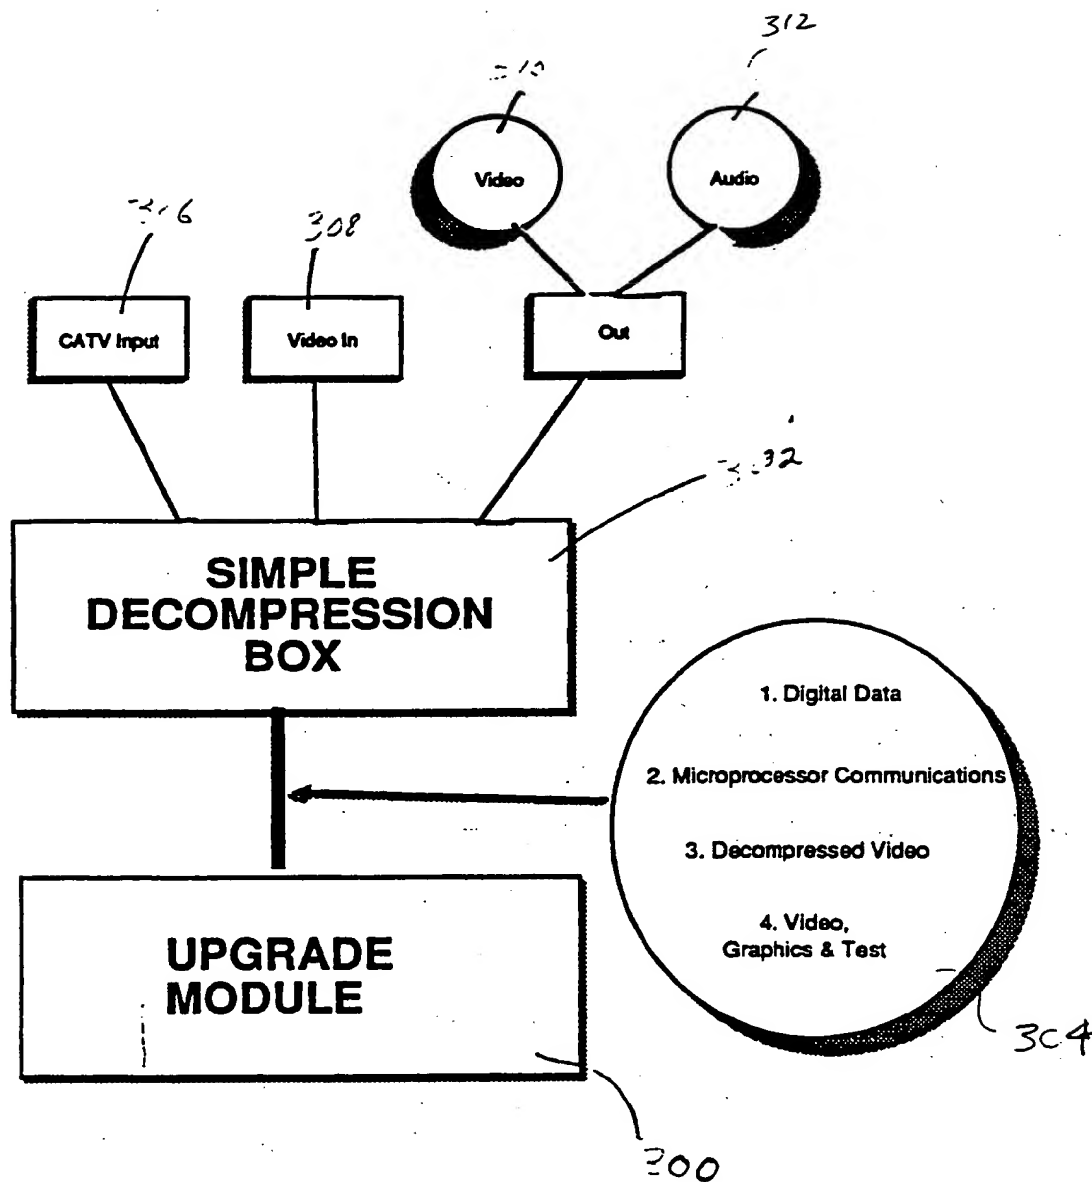 312
Video
Audio
308
CATV Input
Video In
Out
SIMPLE
DECOMPRESSION
BOX
1. Digital Data
2. Microprocessor Communications
3. Decompressed Video
4. Video,
Graphics & Test
UPGRADE
MODULE
304
300